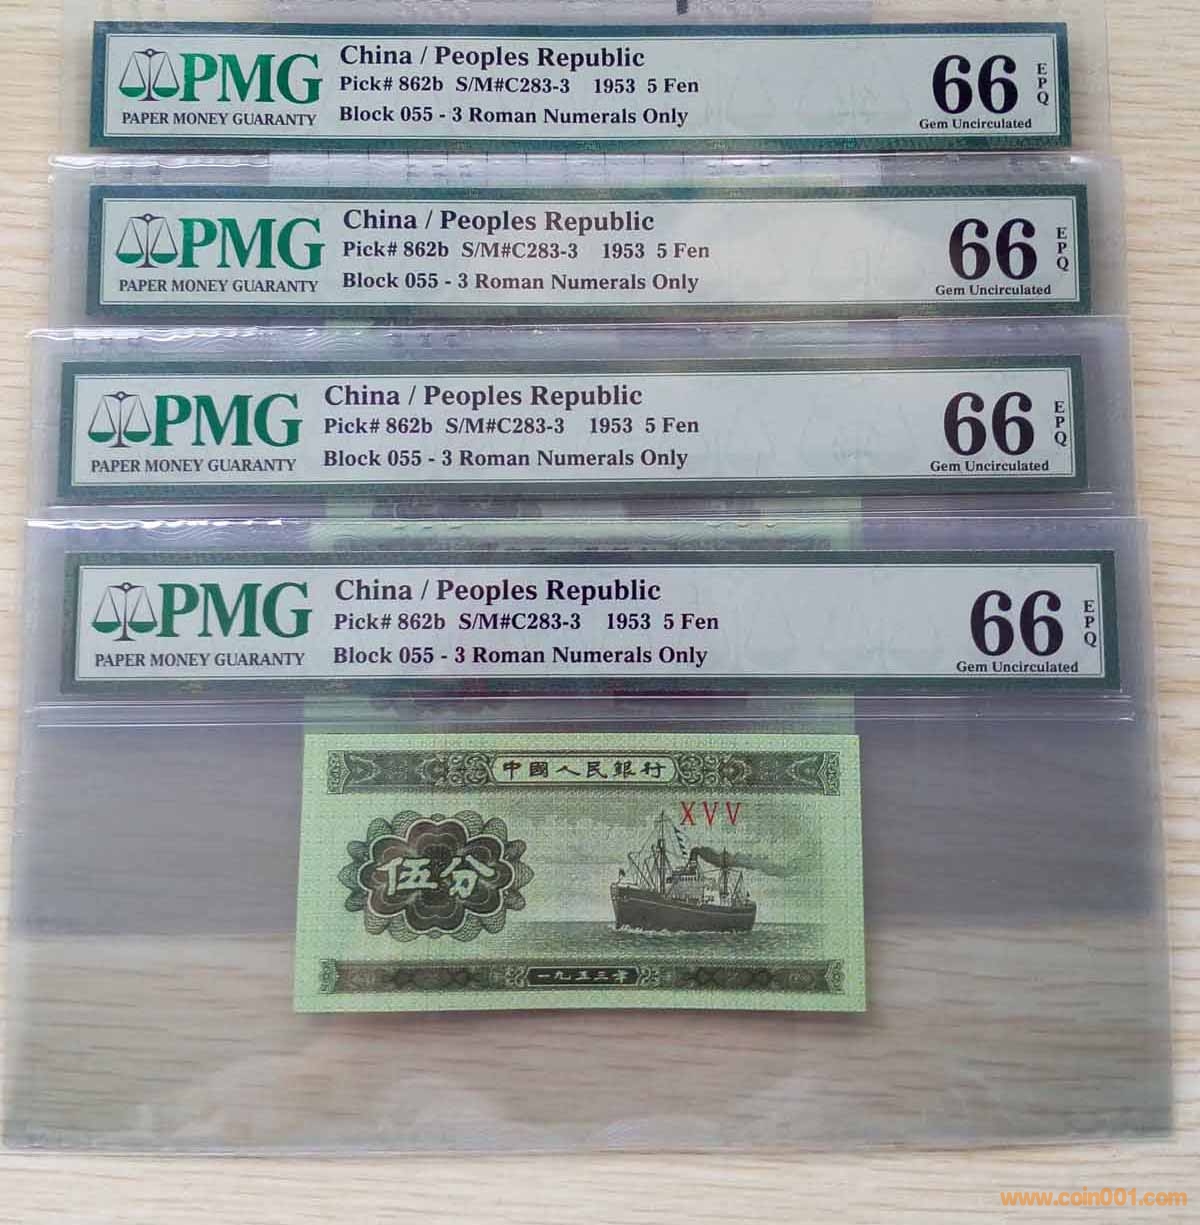 PMG
PAPER MONEY GUARANTY
China / Peoples Republic
Pick# 862b S/M#C283-3 1953 5 Fen
Block 055 - 3 Roman Numerals Only
66 EPQ
Gem Uncirculated
PMG
PAPER MONEY GUARANTY
China / Peoples Republic
Pick# 862b S/M#C283-3 1953 5 Fen
Block 055 - 3 Roman Numerals Only
66 EPQ
Gem Uncirculated
PMG
PAPER MONEY GUARANTY
China / Peoples Republic
Pick# 862b S/M#C283-3 1953 5 Fen
Block 055 - 3 Roman Numerals Only
66 EPQ
Gem Uncirculated
PMG
PAPER MONEY GUARANTY
China / Peoples Republic
Pick# 862b S/M#C283-3 1953 5 Fen
Block 055 - 3 Roman Numerals Only
66 EPQ
Gem Uncirculated
中國人民銀行
XVV
伍分
一九五三年
www.coin001.com